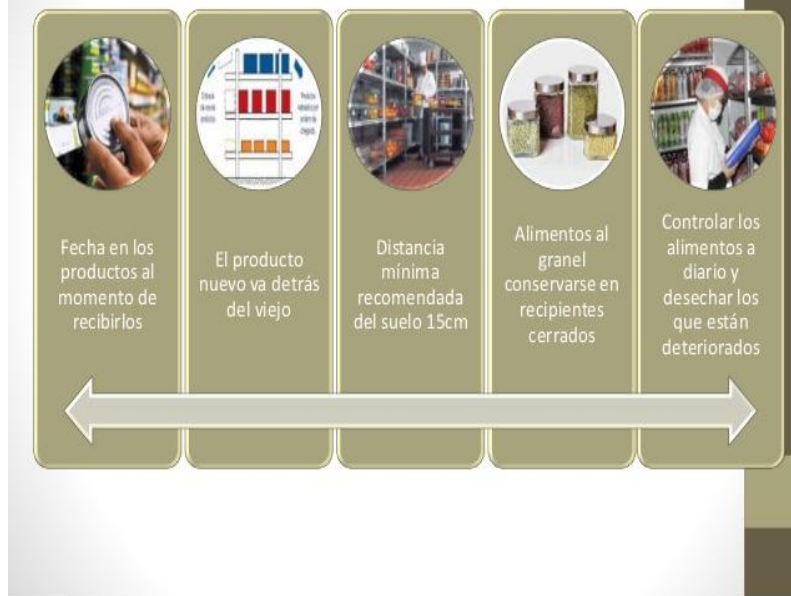 Fecha en los
productos al
momento de
recibirlos
El producto
nuevo va detrás
del viejo
Distancia
mínima
recomendada
del suelo 15cm
Alimentos al
granel
conservarse en
recipientes
cerrados
Controlar los
alimentos a
diario y
desechar los
que están
deteriorados